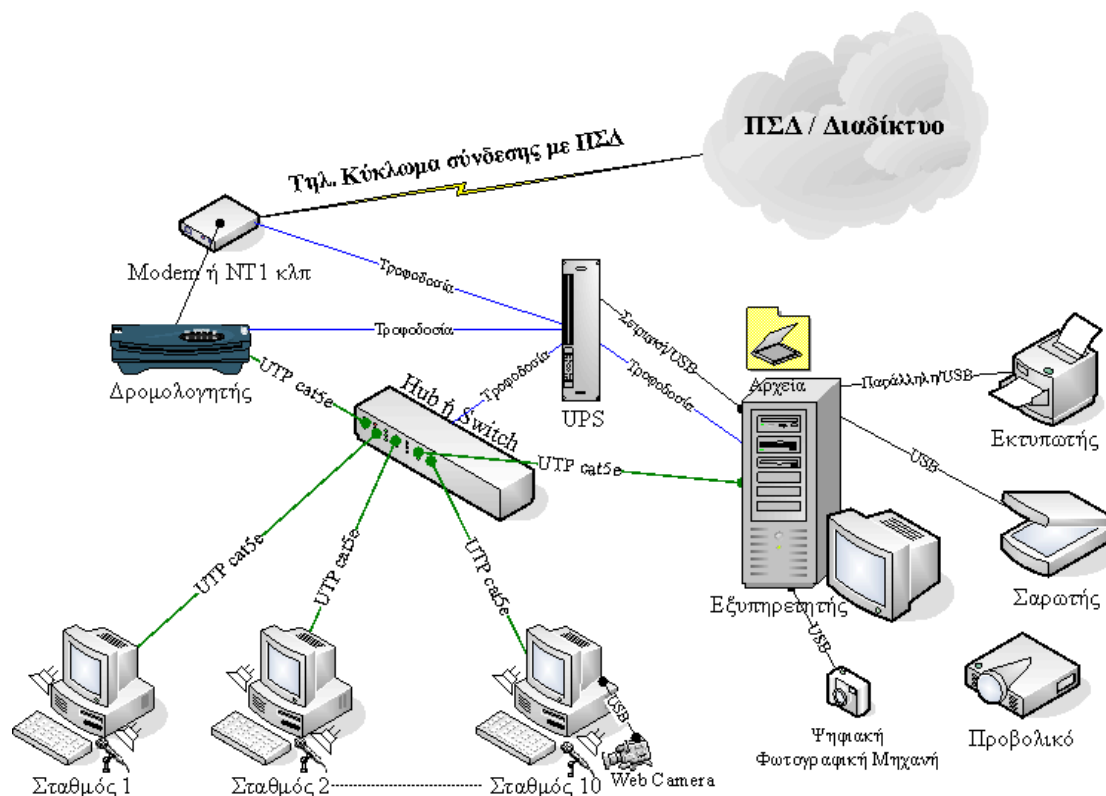 ΠΣΔ / Διαδίκτυο
Τηλ. Κύκλωμα σύνδεσης με ΠΣΔ
Modem ή NT1 κλπ
Τροφοδοσία
Τροφοδοσία
Σειριακή/USB
Δρομολογητής
UTP cat5e
Hub ή Switch
Τροφοδοσία
UPS
Τροφοδοσία
Αρχεία
Παράλληλη/USB
Εκτυπωτής
UTP cat5e
USB
UTP cat5e
UTP cat5e
UTP cat5e
Εξυπηρετητής
Σαρωτής
USB
USB
Σταθμός 1
Σταθμός 2
Σταθμός 10
Web Camera
Ψηφιακή
Φωτογραφική Μηχανή
Προβολικό